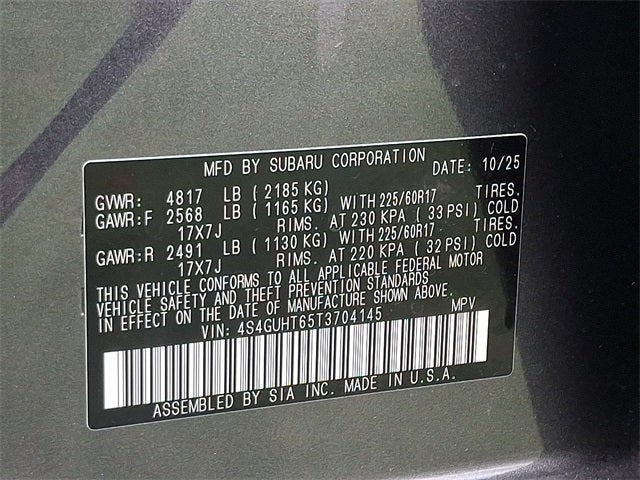 MFD BY SUBARU CORPORATION DATE: 10/25
GVWR: 4817 LB ( 2185 KG)
GAWR:F 2568 LB ( 1165 KG) WITH 225/60R17 TIRES.
17X7J RIMS. AT 230 KPA ( 33 PSI) COLD
GAWR:R 2491 LB ( 1130 KG) WITH 225/60R17 TIRES.
17X7J RIMS. AT 220 KPA ( 32 PSI) COLD
THIS VEHICLE CONFORMS TO ALL APPLICABLE FEDERAL MOTOR
VEHICLE SAFETY AND THEFT PREVENTION STANDARDS
IN EFFECT ON THE DATE OF MANUFACTURE SHOWN ABOVE.
VIN: 4S4GUHT65T3704145 MPV
ASSEMBLED BY SIA INC. MADE IN U.S.A.